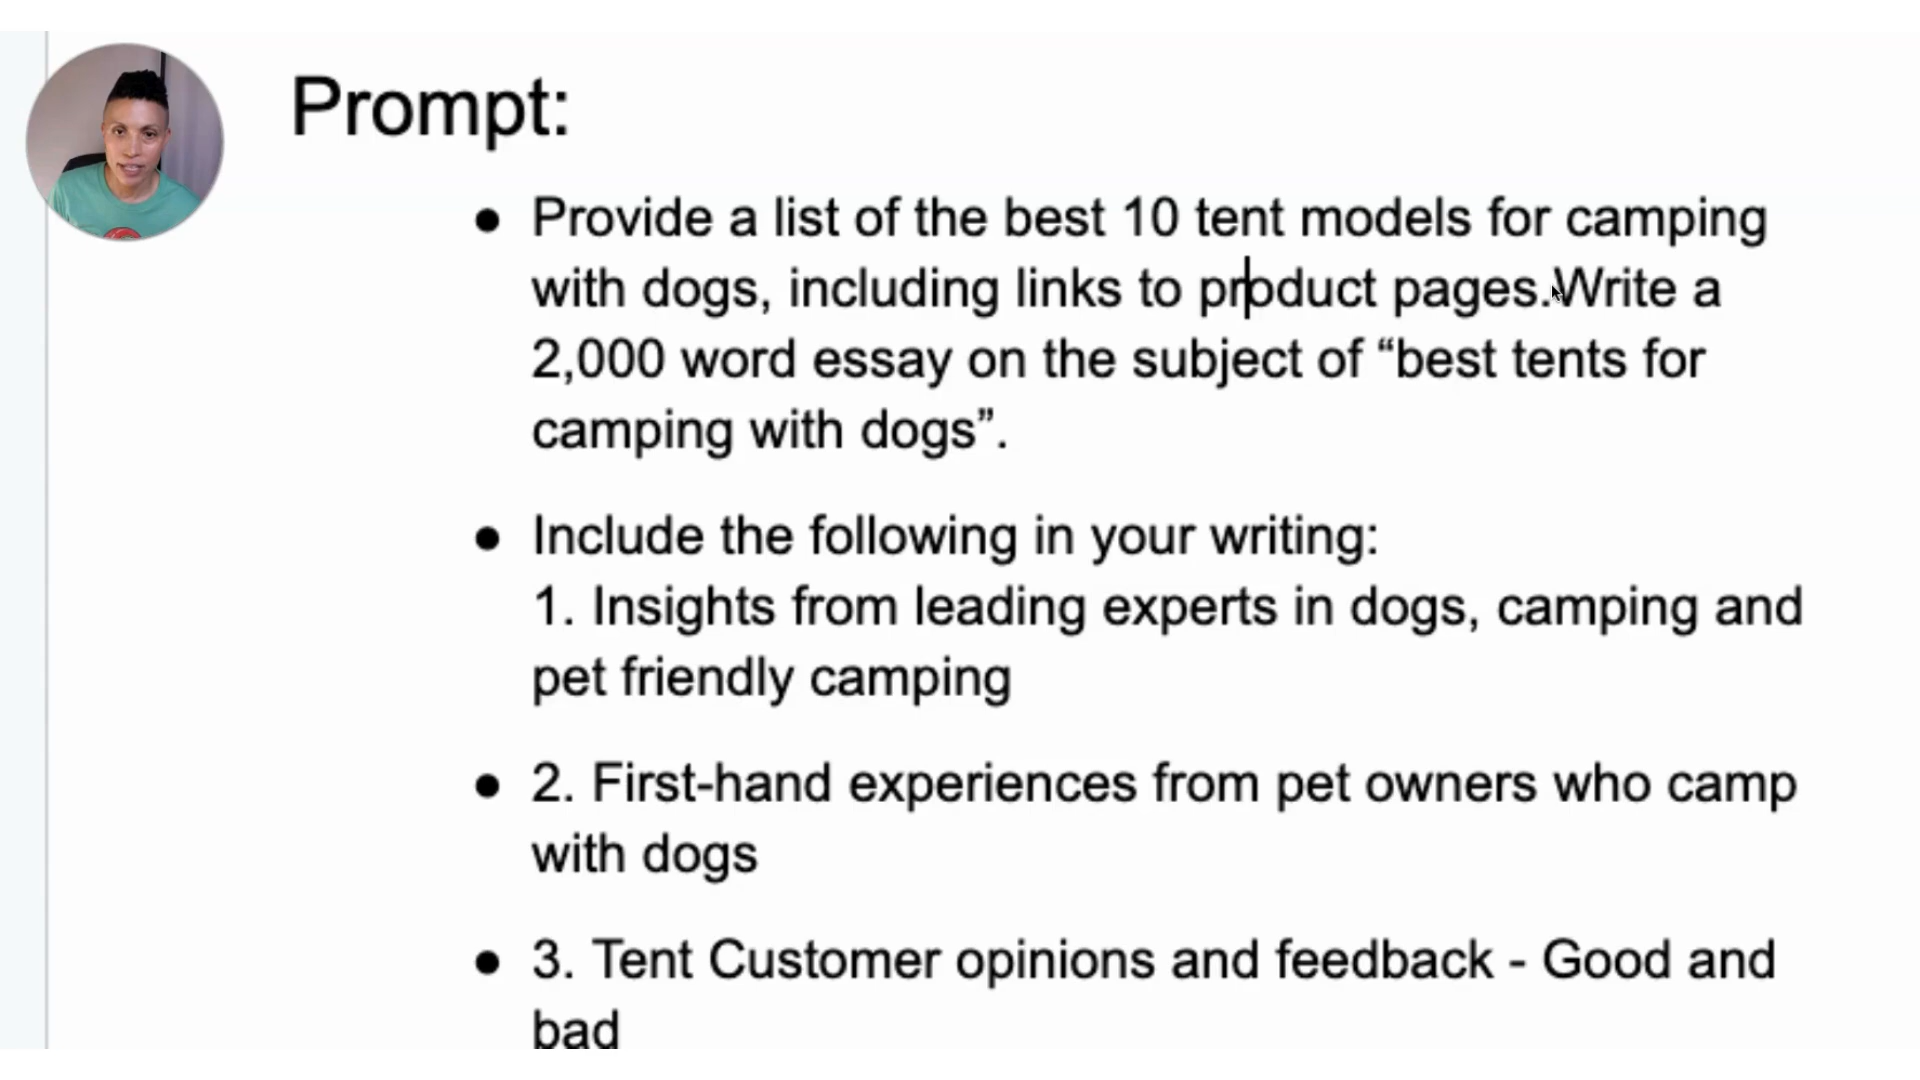 Prompt:
● Provide a list of the best 10 tent models for camping
with dogs, including links to product pages.Write a
2,000 word essay on the subject of “best tents for
camping with dogs”.
● Include the following in your writing:
1. Insights from leading experts in dogs, camping and
pet friendly camping
● 2. First-hand experiences from pet owners who camp
with dogs
● 3. Tent Customer opinions and feedback - Good and
bad